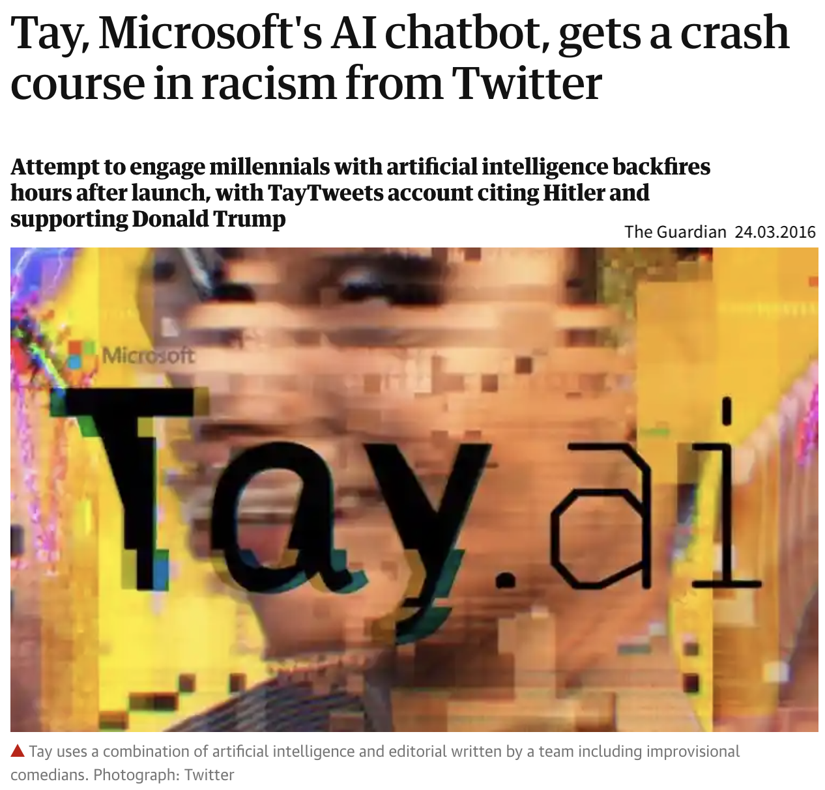 Tay, Microsoft's AI chatbot, gets a crash
course in racism from Twitter
Attempt to engage millennials with artificial intelligence backfires
hours after launch, with TayTweets account citing Hitler and
supporting Donald Trump
The Guardian 24.03.2016
Microsoft
Tay.ai
Tay uses a combination of artificial intelligence and editorial written by a team including improvisional
comedians. Photograph: Twitter